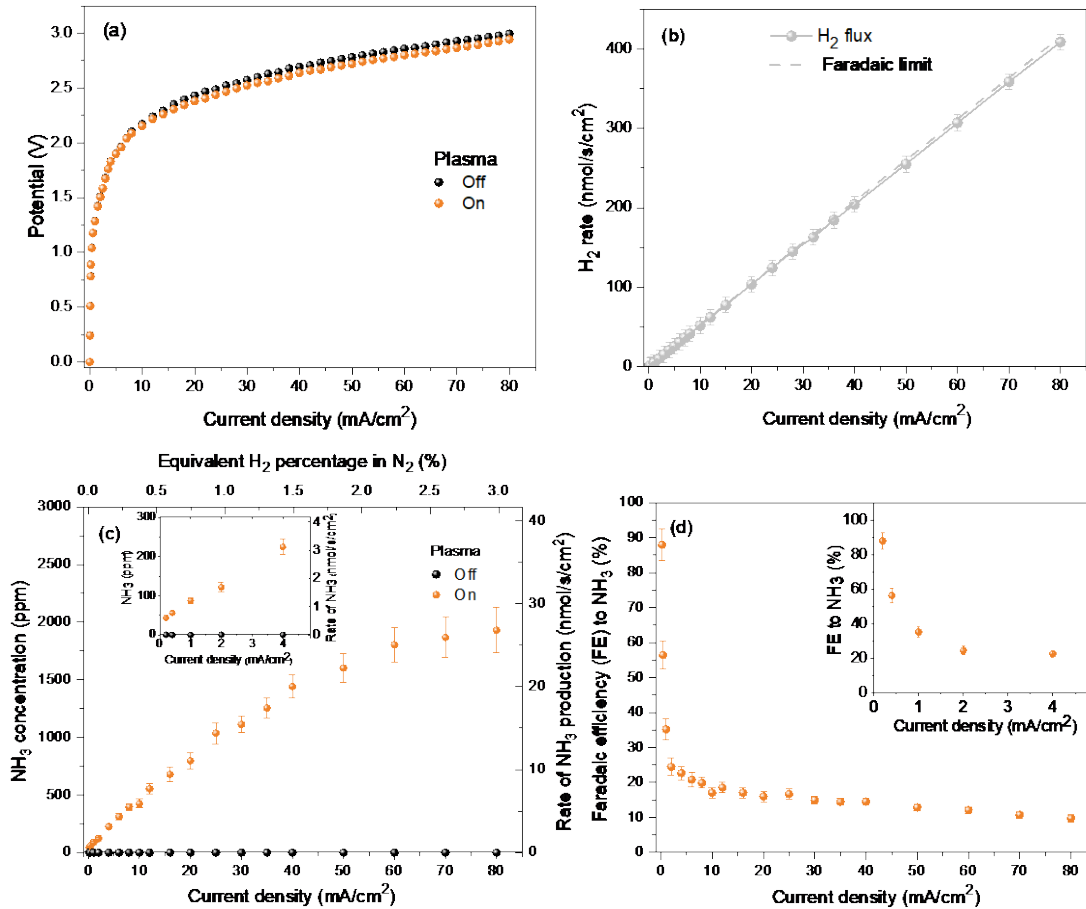 (a)
3.0
2.5
2.0
1.5
1.0
0.5
0.0
Potential (V)
Plasma
Off
On
0 10 20 30 40 50 60 70 80
Current density (mA/cm²)
(b)
H₂ flux
Faradaic limit
400
300
200
100
0
H₂ rate (nmol/s/cm²)
0 10 20 30 40 50 60 70 80
Current density (mA/cm²)
Equivalent H₂ percentage in N₂ (%)
0.0 0.5 1.0 1.5 2.0 2.5 3.0
(c)
3000
2500
2000
1500
1000
500
0
NH₃ concentration (ppm)
300
200
100
0
NH₃ (ppm)
4
3
2
1
0
Rate of NH₃ (nmol/s/cm²)
0 1 2 3 4
Current density (mA/cm²)
Plasma
Off
On
40
30
20
10
0
Rate of NH₃ production (nmol/s/cm²)
0 10 20 30 40 50 60 70 80
Current density (mA/cm²)
(d)
100
90
80
70
60
50
40
30
20
10
0
Faradaic efficiency (FE) to NH₃ (%)
100
80
60
40
20
0
FE to NH₃ (%)
0 1 2 3 4
Current density (mA/cm²)
0 10 20 30 40 50 60 70 80
Current density (mA/cm²)